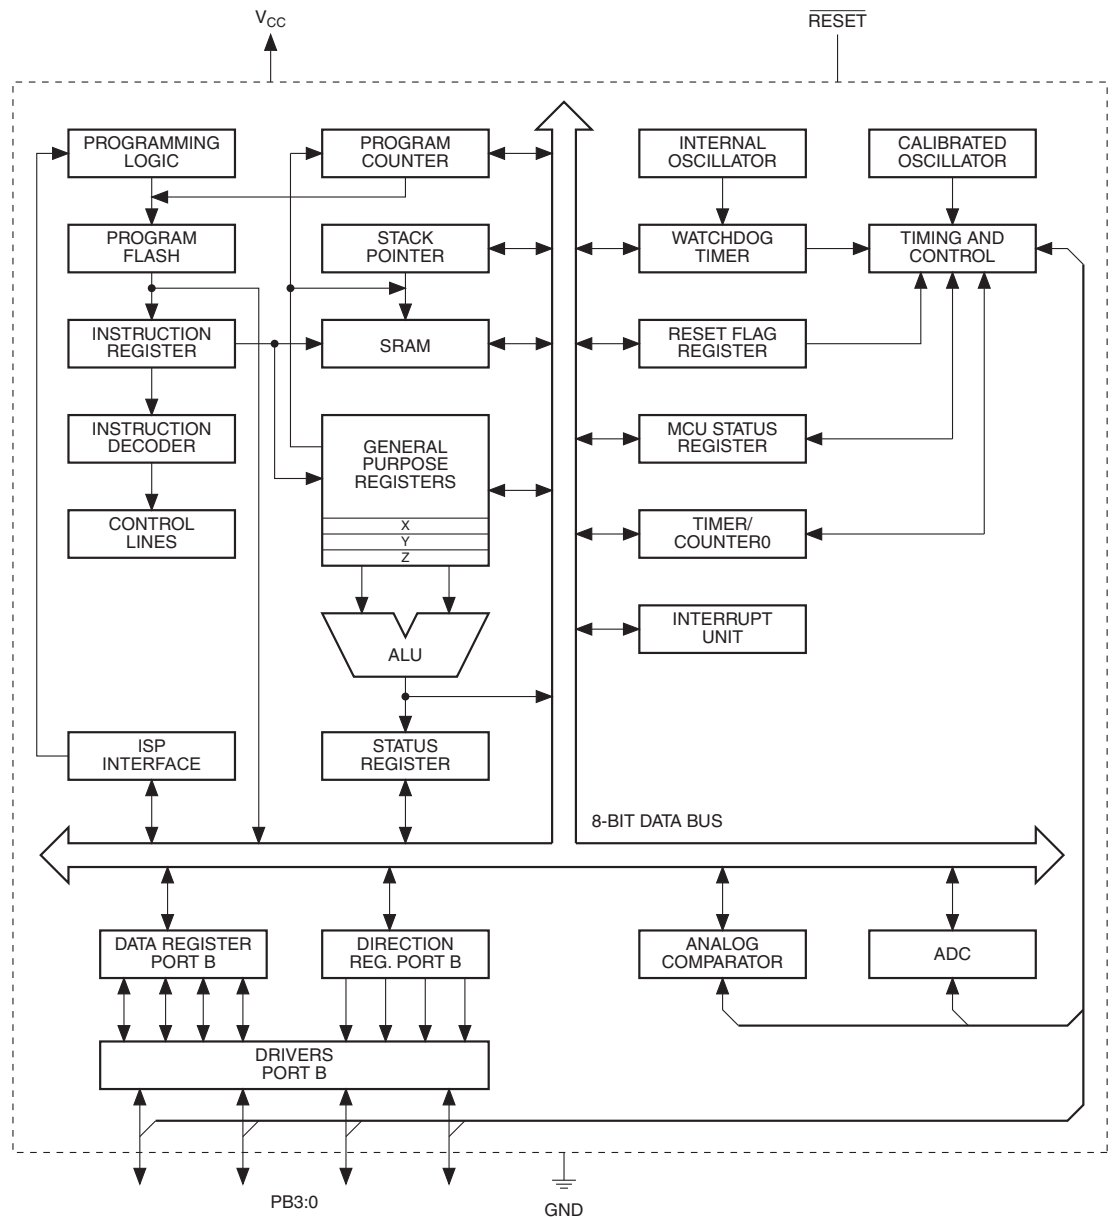 VCC
RESET
PROGRAMMING
LOGIC
PROGRAM
COUNTER
INTERNAL
OSCILLATOR
CALIBRATED
OSCILLATOR
PROGRAM
FLASH
STACK
POINTER
WATCHDOG
TIMER
TIMING AND
CONTROL
INSTRUCTION
REGISTER
SRAM
RESET FLAG
REGISTER
INSTRUCTION
DECODER
GENERAL
PURPOSE
REGISTERS
X
Y
Z
MCU STATUS
REGISTER
CONTROL
LINES
TIMER/
COUNTER0
INTERRUPT
UNIT
ALU
ISP
INTERFACE
STATUS
REGISTER
8-BIT DATA BUS
DATA REGISTER
PORT B
DIRECTION
REG. PORT B
ANALOG
COMPARATOR
ADC
DRIVERS
PORT B
PB3:0
GND